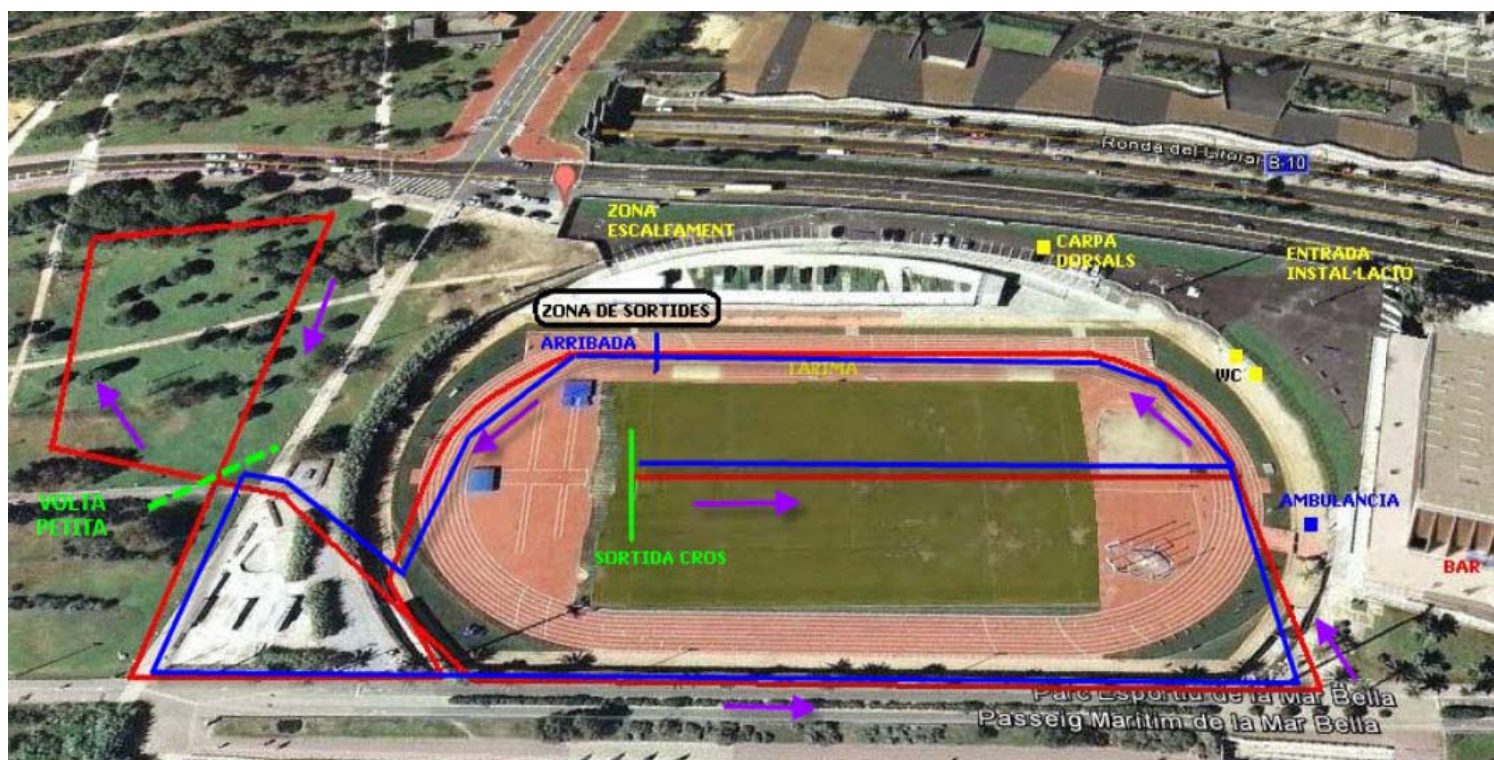 Ronda del Litoral
B-10
ZONA
ESCALFAMENT
CARPA
DORSALS
ENTRADA
INSTAL·LACIÓ
ZONA DE SORTIDES
ARRIBADA
TARIMA
WC
VOLTA
PETITA
AMBULANCIA
SORTIDA CROS
BAR
Parc Esportiu de la Mar Bella
Passeig Marítim de la Mar Bella